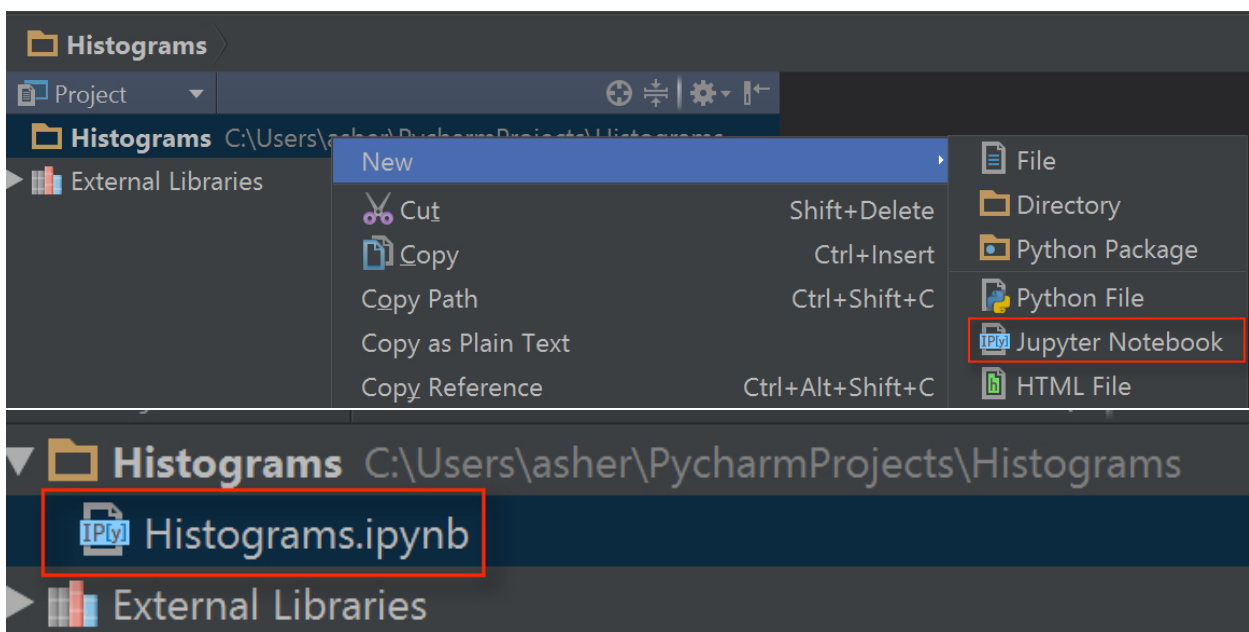 Histograms
Project
Histograms C:\Users\asher\PycharmProjects\Histograms
External Libraries
New
Cut Shift+Delete
Copy Ctrl+Insert
Copy Path Ctrl+Shift+C
Copy as Plain Text
Copy Reference Ctrl+Alt+Shift+C
File
Directory
Python Package
Python File
IP[y] Jupyter Notebook
h HTML File
Histograms C:\Users\asher\PycharmProjects\Histograms
IP[y] Histograms.ipynb
External Libraries